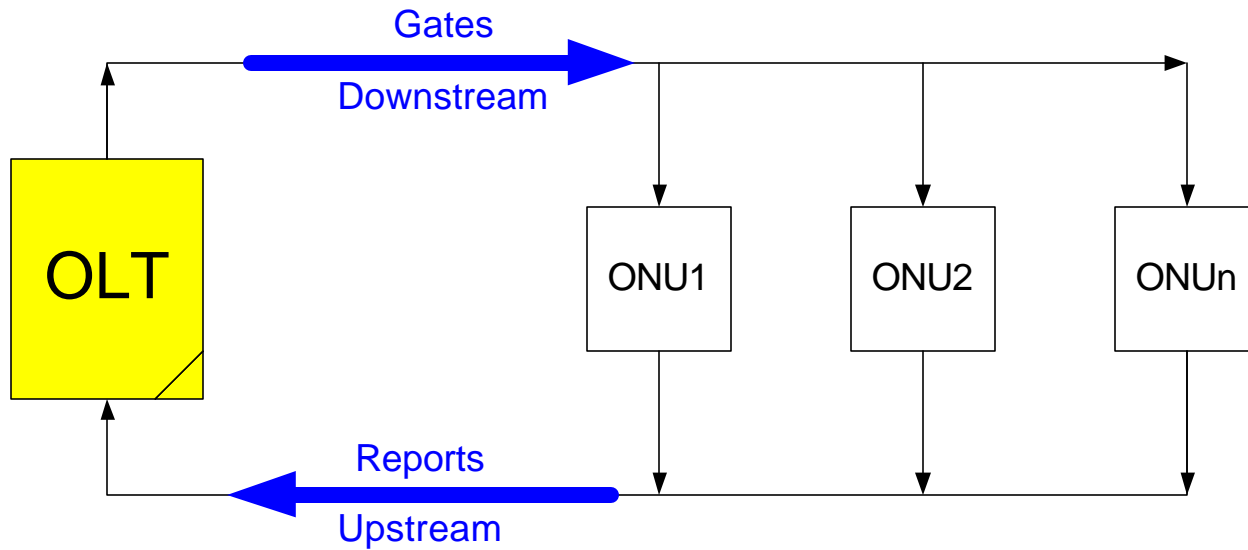 Gates
Downstream
OLT
ONU1
ONU2
ONUn
Reports
Upstream